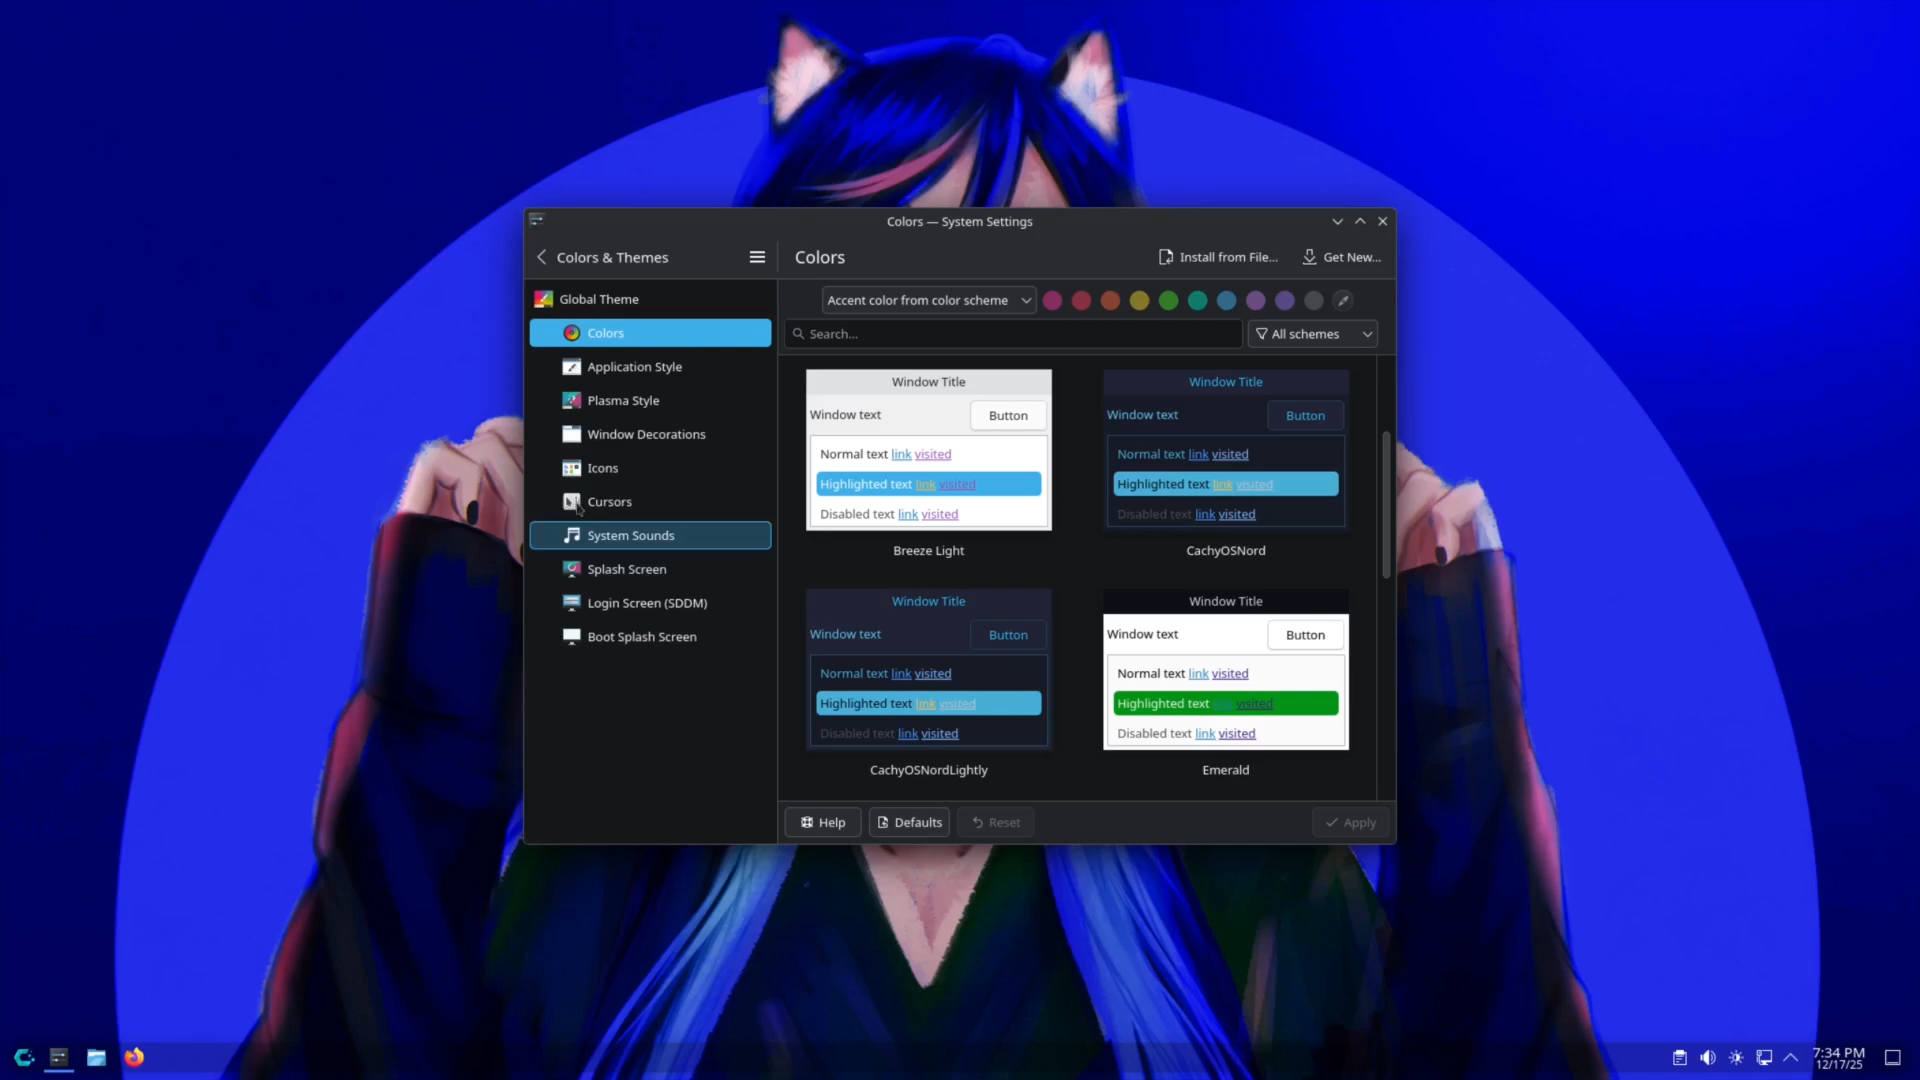 Colors — System Settings
Colors & Themes
Colors
Install from File...
Get New...
Global Theme
Colors
Application Style
Plasma Style
Window Decorations
Icons
Cursors
System Sounds
Splash Screen
Login Screen (SDDM)
Boot Splash Screen
Accent color from color scheme
Search...
All schemes
Window Title
Window text
Button
Normal text link visited
Highlighted text link visited
Disabled text link visited
Breeze Light
Window Title
Window text
Button
Normal text link visited
Highlighted text link visited
Disabled text link visited
CachyOSNord
Window Title
Window text
Button
Normal text link visited
Highlighted text link visited
Disabled text link visited
CachyOSNordLightly
Window Title
Window text
Button
Normal text link visited
Highlighted text visited
Disabled text link visited
Emerald
Help
Defaults
Reset
Apply
7:34 PM
12/17/25